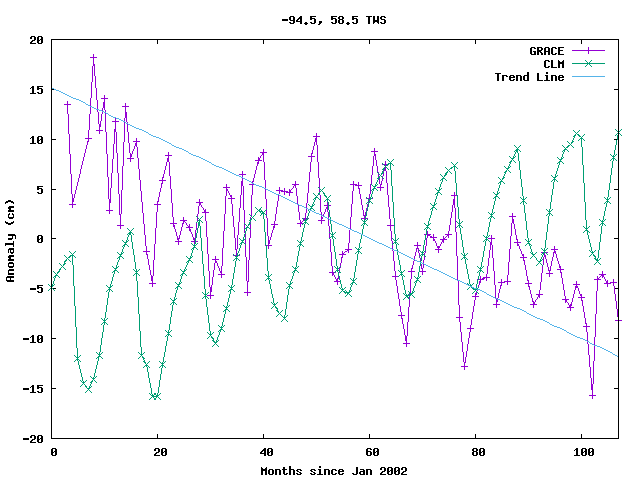 -94.5, 58.5 TWS
GRACE
CLM
Trend Line
20
15
10
5
0
-5
-10
-15
-20
Anomaly (cm)
0 20 40 60 80 100
Months since Jan 2002